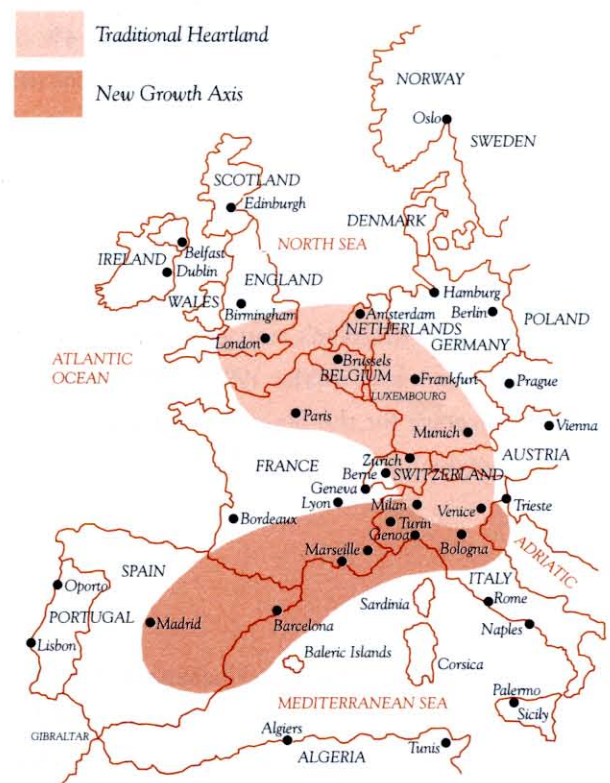 Traditional Heartland
New Growth Axis
NORWAY
Oslo
SWEDEN
SCOTLAND
Edinburgh
DENMARK
NORTH SEA
Belfast
IRELAND
Dublin
ENGLAND
WALES
Birmingham
Hamburg
Berlin
POLAND
Amsterdam
NETHERLANDS
GERMANY
London
ATLANTIC
OCEAN
Brussels
BELGIUM
LUXEMBOURG
Frankfurt
Prague
Paris
Munich
Vienna
AUSTRIA
FRANCE
Zurich
Berne
SWITZERLAND
Geneva
Lyon
Milan
Venice
Trieste
Bordeaux
Turin
Genoa
Bologna
ADRIATIC
Marseille
SPAIN
Oporto
ITALY
Rome
PORTUGAL
Madrid
Barcelona
Sardinia
Naples
Lisbon
Baleric Islands
Corsica
MEDITERRANEAN SEA
Palermo
Sicily
GIBRALTAR
Algiers
ALGERIA
Tunis